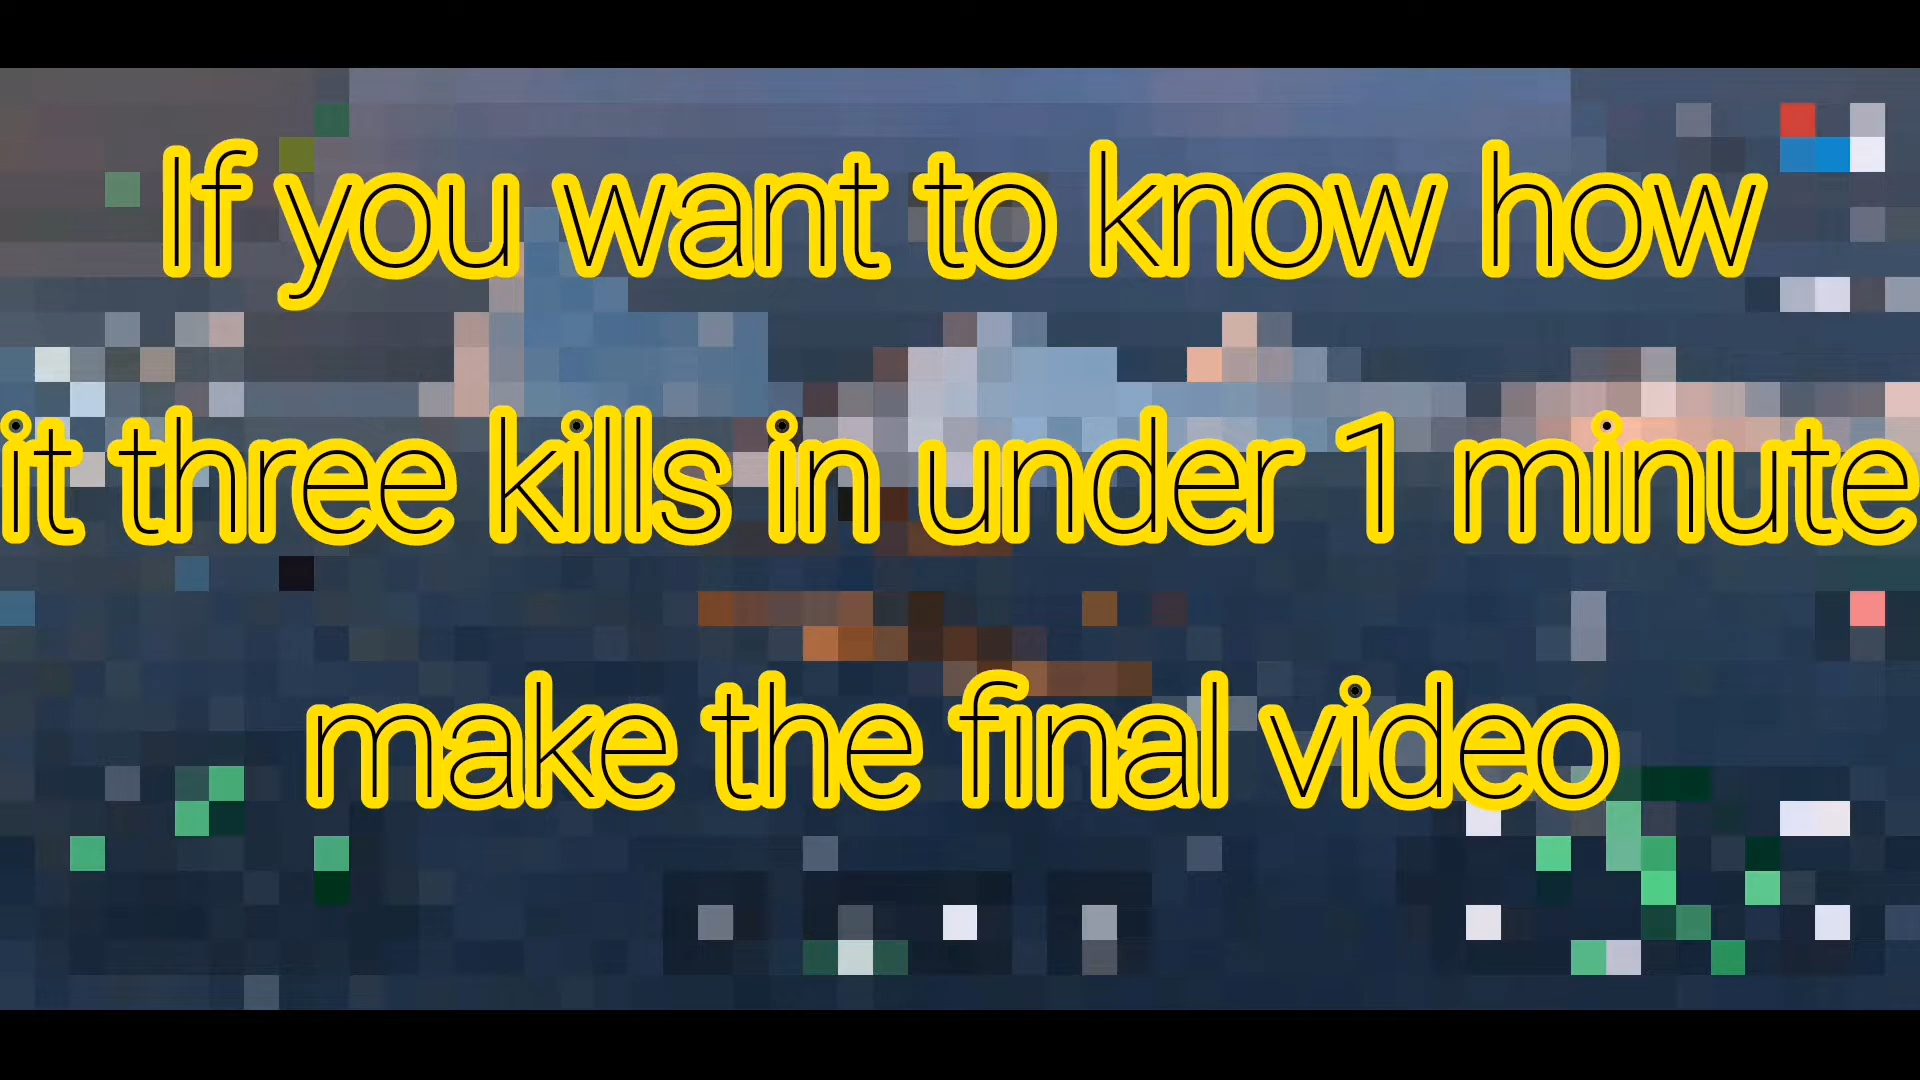 If you want to know how
it three kills in under 1 minute
make the final video